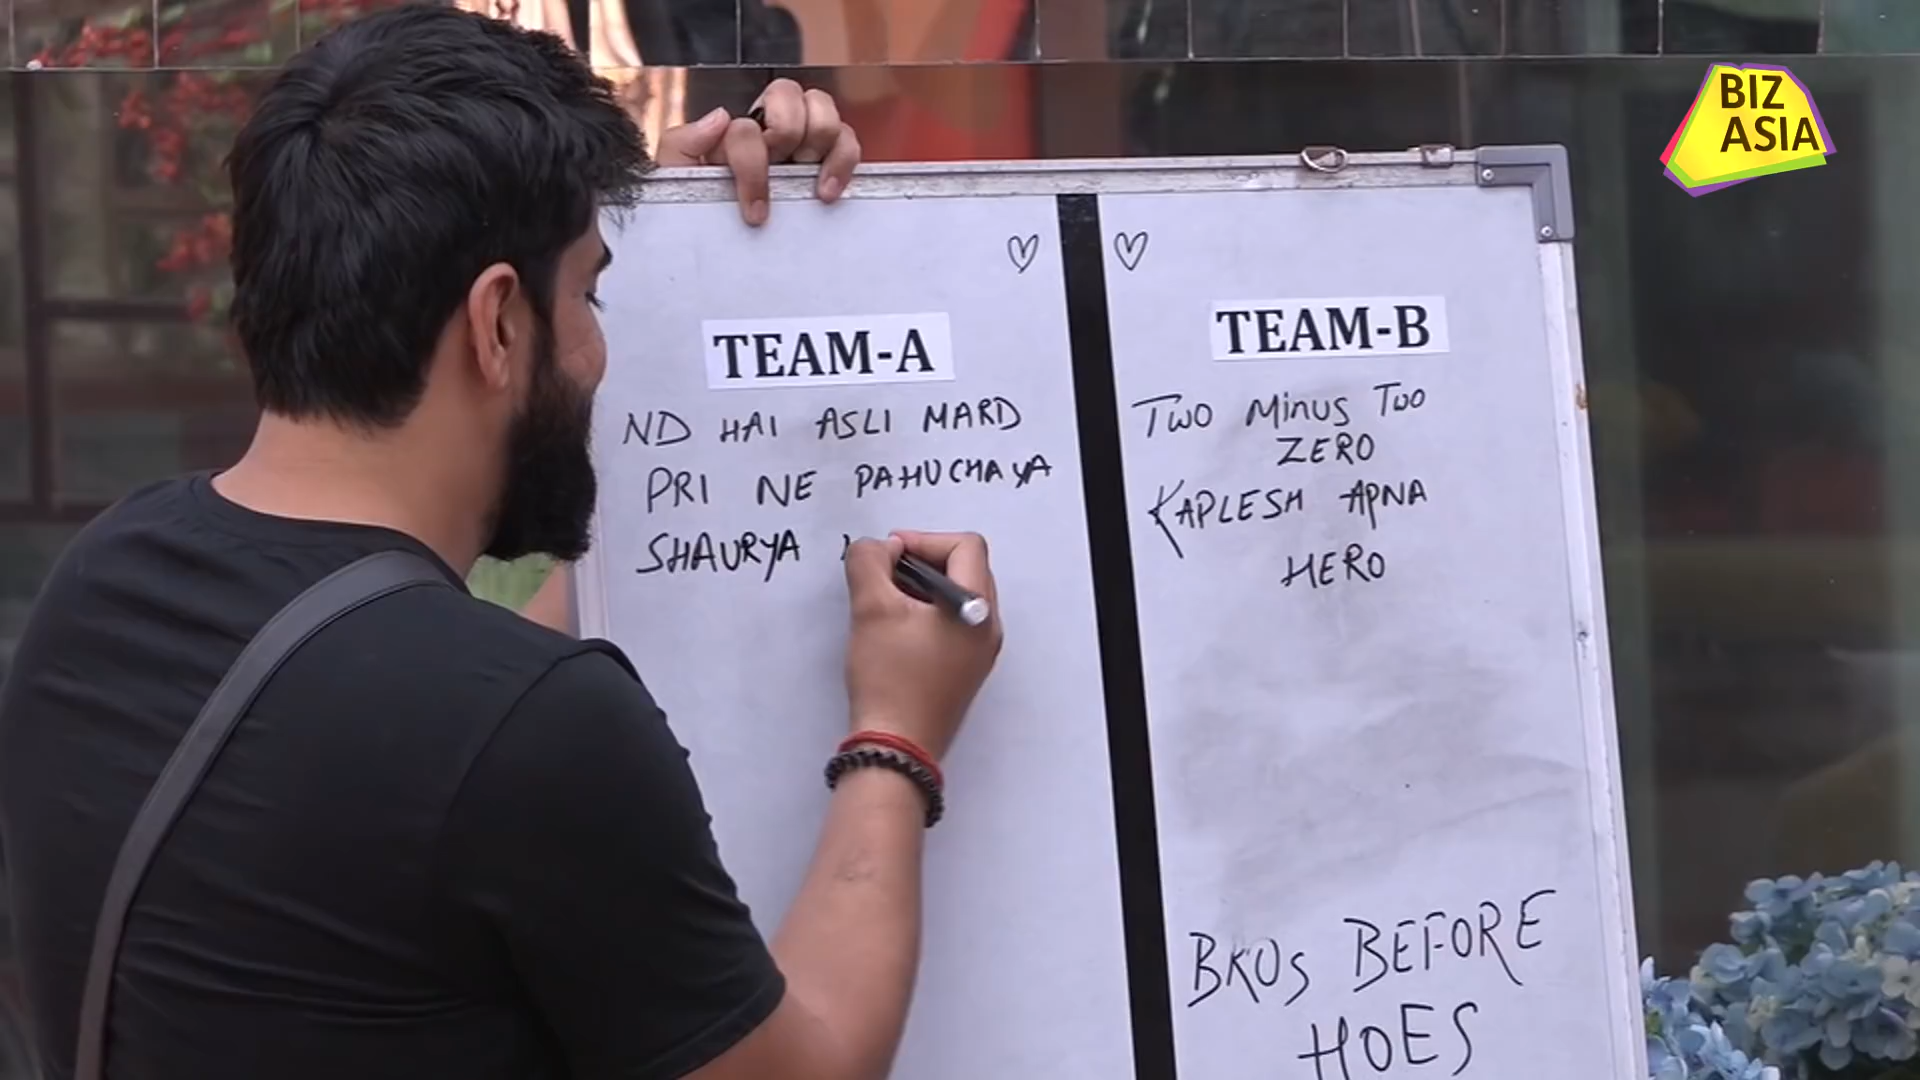 BIZ
ASIA
TEAM-A
ND HAI ASLI MARD
PRI NE PAHUCHAYA
SHAURYA
TEAM-B
Two Minus Two
ZERO
KAPLESH APNA
HERO
BROs BEFORE
HOES